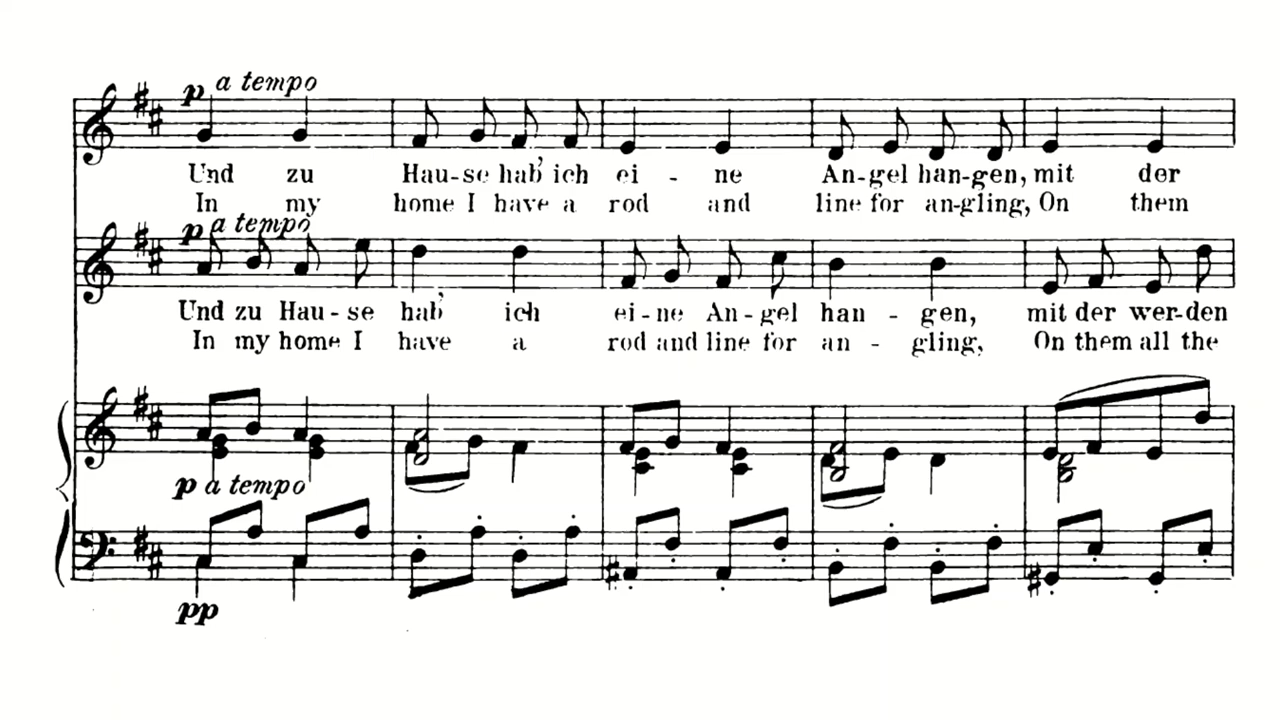 p a tempo
Und zu Hau-se hab' ich ei - ne An-gel han-gen, mit der
In my home I have a rod and line for an-gling, On them
p a tempo
Und zu Hau - se hab' ich ei - ne An - gel han - gen, mit der wer-den
In my home I have a rod and line for an - gling, On them all the
p a tempo
pp